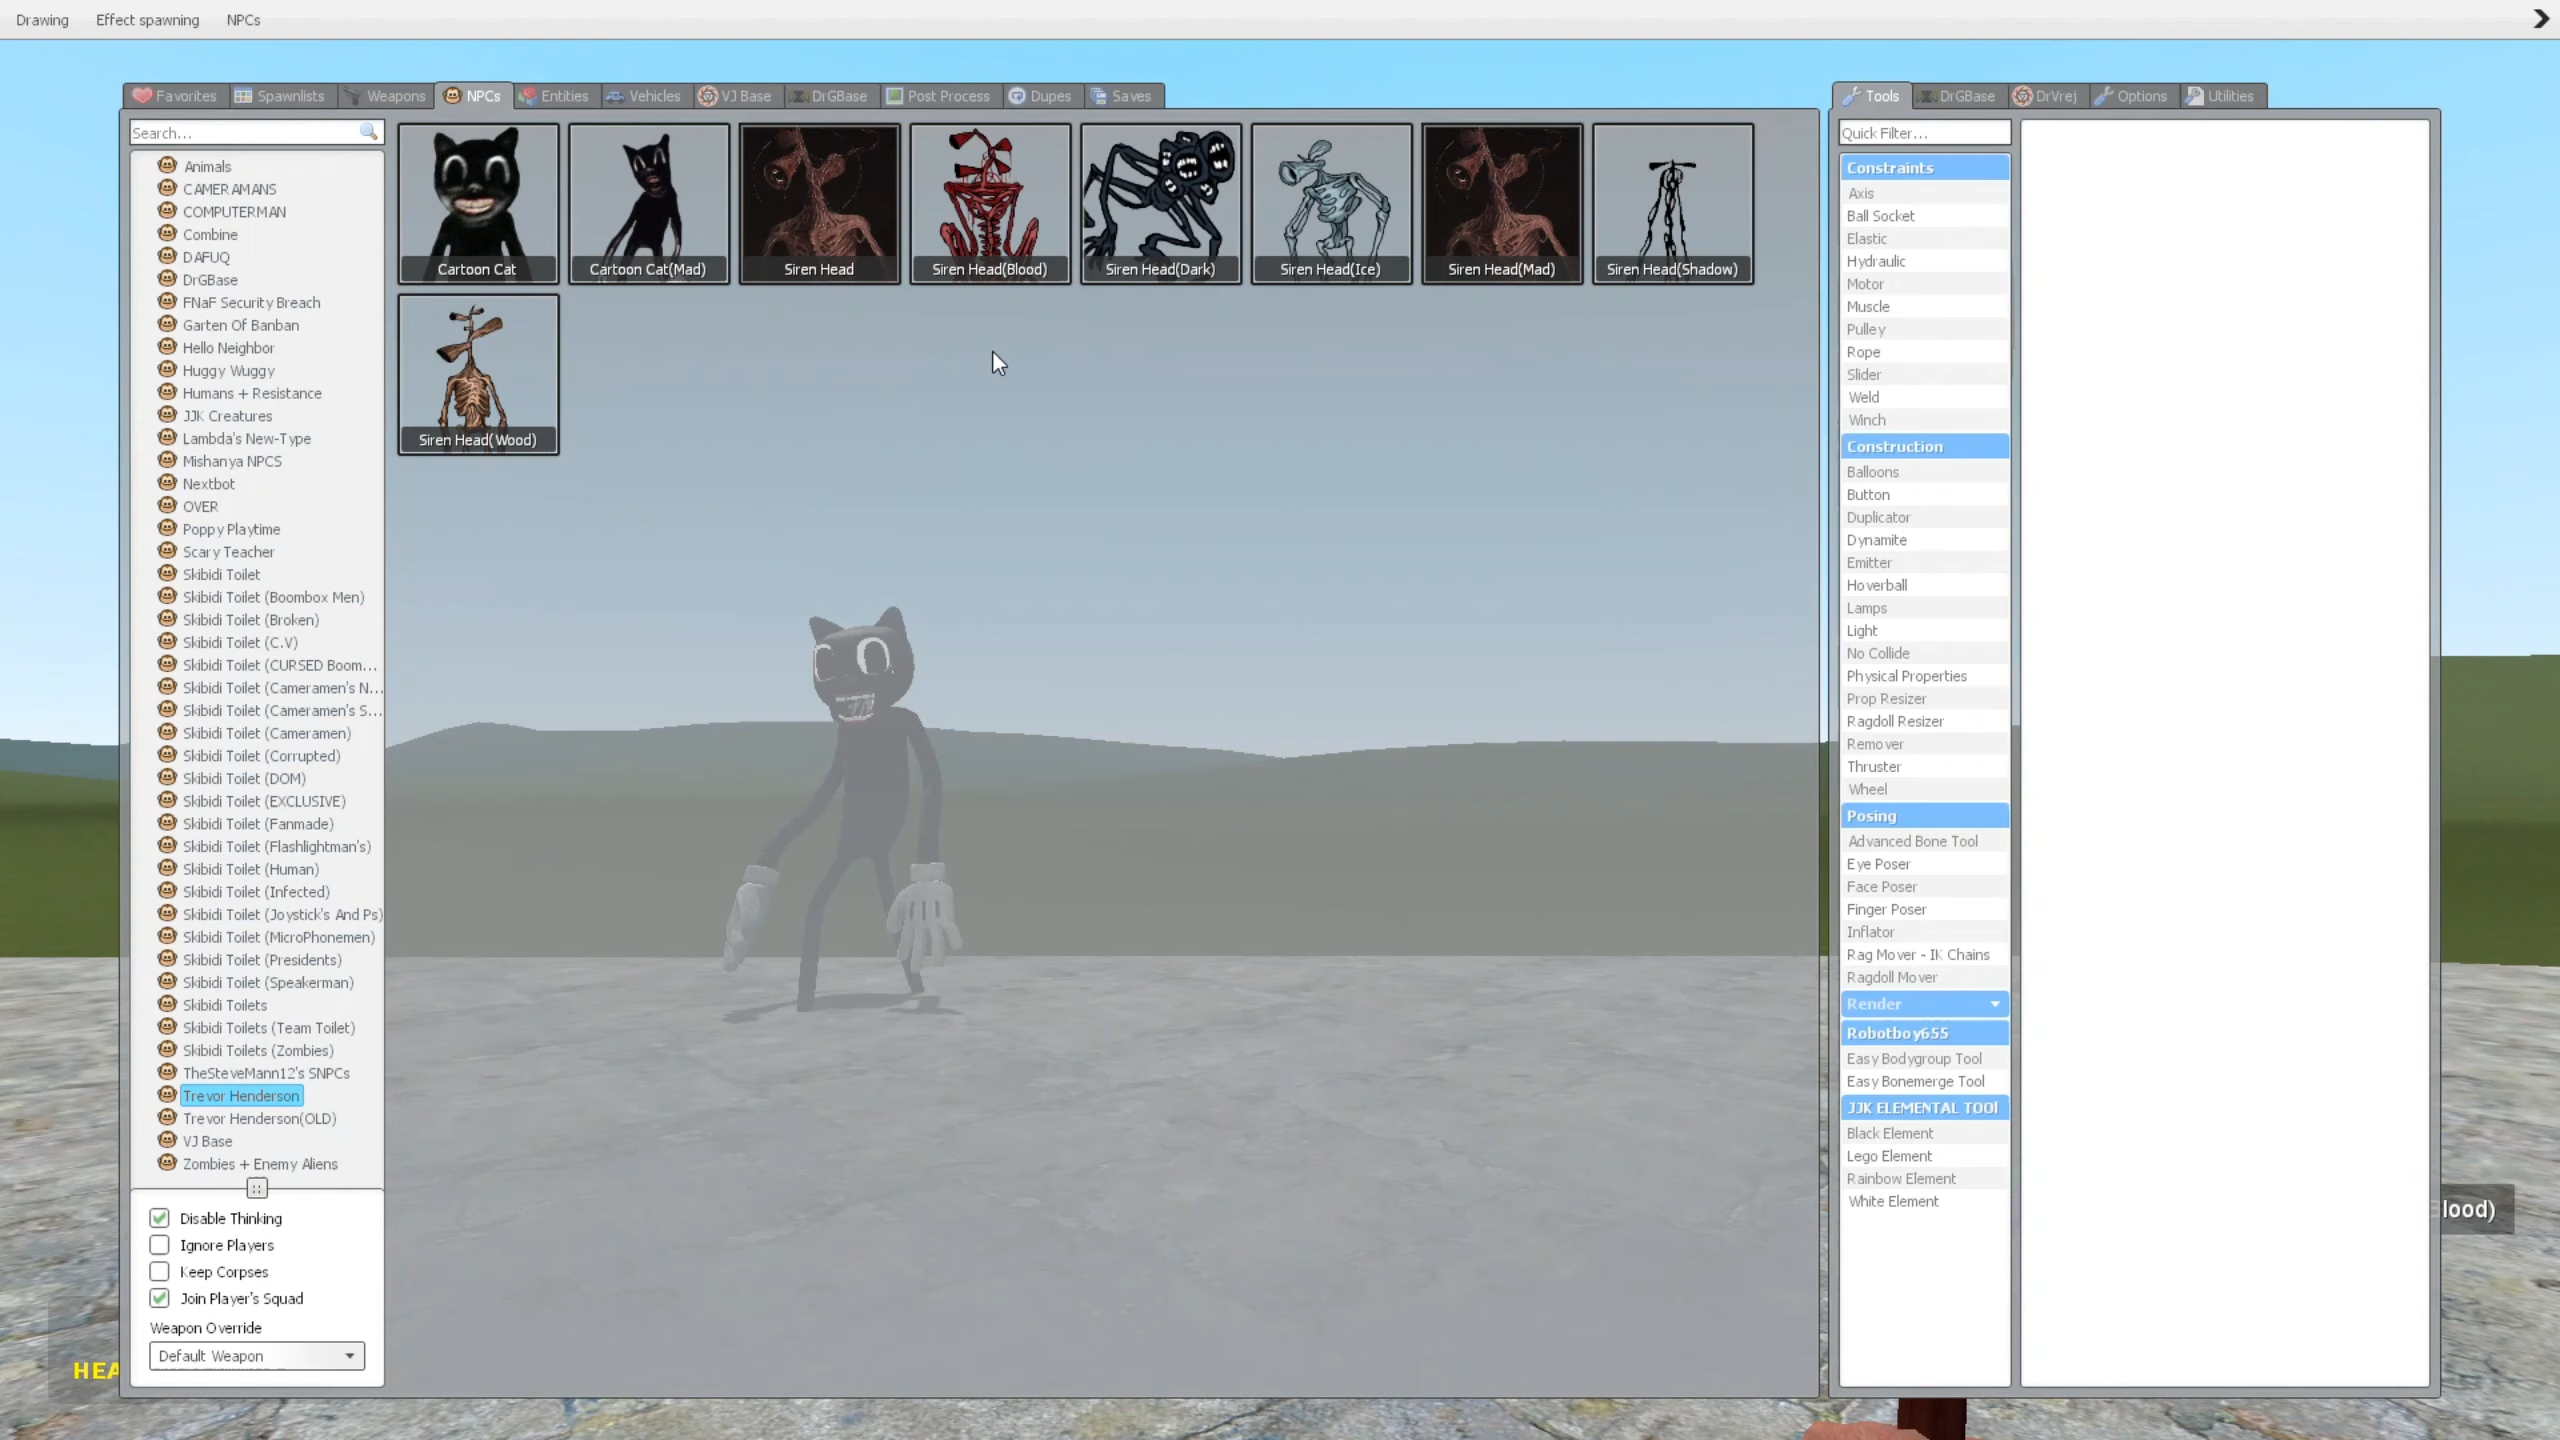 Drawing Effect spawning NPCs
Favorites Spawnlists Weapons NPCs Entities Vehicles VJ Base DrGBase Post Process Dupes Saves
Search...
Animals
CAMERAMANS
COMPUTERMAN
Combine
DAFUQ
DrGBase
FNaF Security Breach
Garten Of Banban
Hello Neighbor
Huggy Wuggy
Humans + Resistance
JJK Creatures
Lambda's New-Type
Mishanya NPCS
Nextbot
OVER
Poppy Playtime
Scary Teacher
Skibidi Toilet
Skibidi Toilet (Boombox Men)
Skibidi Toilet (Broken)
Skibidi Toilet (C.V)
Skibidi Toilet (CURSED Boom...
Skibidi Toilet (Cameramen's N...
Skibidi Toilet (Cameramen's S...
Skibidi Toilet (Cameramen)
Skibidi Toilet (Corrupted)
Skibidi Toilet (DOM)
Skibidi Toilet (EXCLUSIVE)
Skibidi Toilet (Fanmade)
Skibidi Toilet (Flashlightman's)
Skibidi Toilet (Human)
Skibidi Toilet (Infected)
Skibidi Toilet (Joystick's And Ps)
Skibidi Toilet (MicroPhonemen)
Skibidi Toilet (Presidents)
Skibidi Toilet (Speakerman)
Skibidi Toilets
Skibidi Toilets (Team Toilet)
Skibidi Toilets (Zombies)
TheSteveMann12's SNPCs
Trevor Henderson
Trevor Henderson(OLD)
VJ Base
Zombies + Enemy Aliens
Disable Thinking
Ignore Players
Keep Corpses
Join Player's Squad
Weapon Override
Default Weapon
HEA
Cartoon Cat Cartoon Cat(Mad) Siren Head Siren Head(Blood) Siren Head(Dark) Siren Head(Ice) Siren Head(Mad) Siren Head(Shadow)
Siren Head(Wood)
Tools DrGBase DrVrej Options Utilities
Quick Filter...
Constraints
Axis
Ball Socket
Elastic
Hydraulic
Motor
Muscle
Pulley
Rope
Slider
Weld
Winch
Construction
Balloons
Button
Duplicator
Dynamite
Emitter
Hoverball
Lamps
Light
No Collide
Physical Properties
Prop Resizer
Ragdoll Resizer
Remover
Thruster
Wheel
Posing
Advanced Bone Tool
Eye Poser
Face Poser
Finger Poser
Inflator
Rag Mover - IK Chains
Ragdoll Mover
Render
Robotboy655
Easy Bodygroup Tool
Easy Bonemerge Tool
JJK ELEMENTAL TOOl
Black Element
Lego Element
Rainbow Element
White Element
lood)